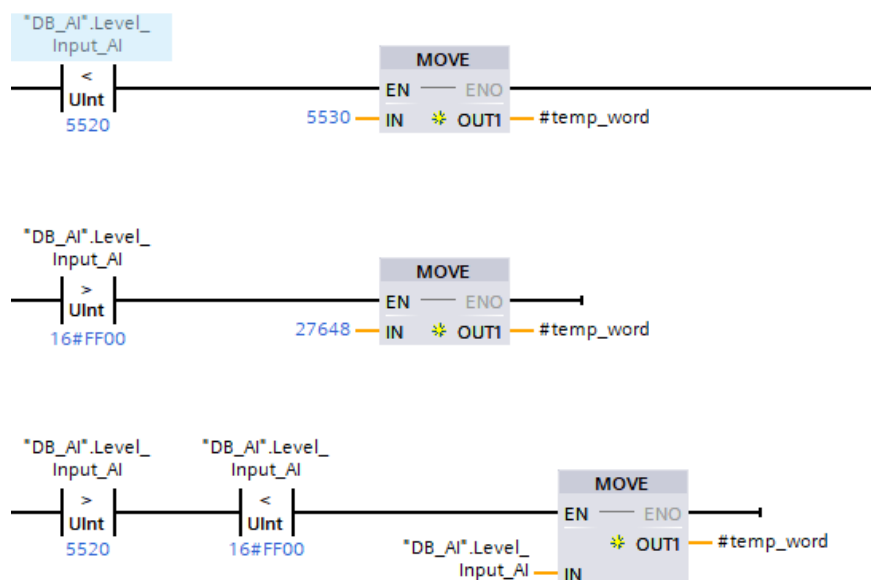 "DB_AI".Level_
Input_AI
<
UInt
5520
MOVE
EN ENO
5530 IN OUT1 #temp_word
"DB_AI".Level_
Input_AI
>
UInt
16#FF00
MOVE
EN ENO
27648 IN OUT1 #temp_word
"DB_AI".Level_
Input_AI
>
UInt
5520
"DB_AI".Level_
Input_AI
<
UInt
16#FF00
MOVE
EN ENO
OUT1 #temp_word
"DB_AI".Level_
Input_AI IN